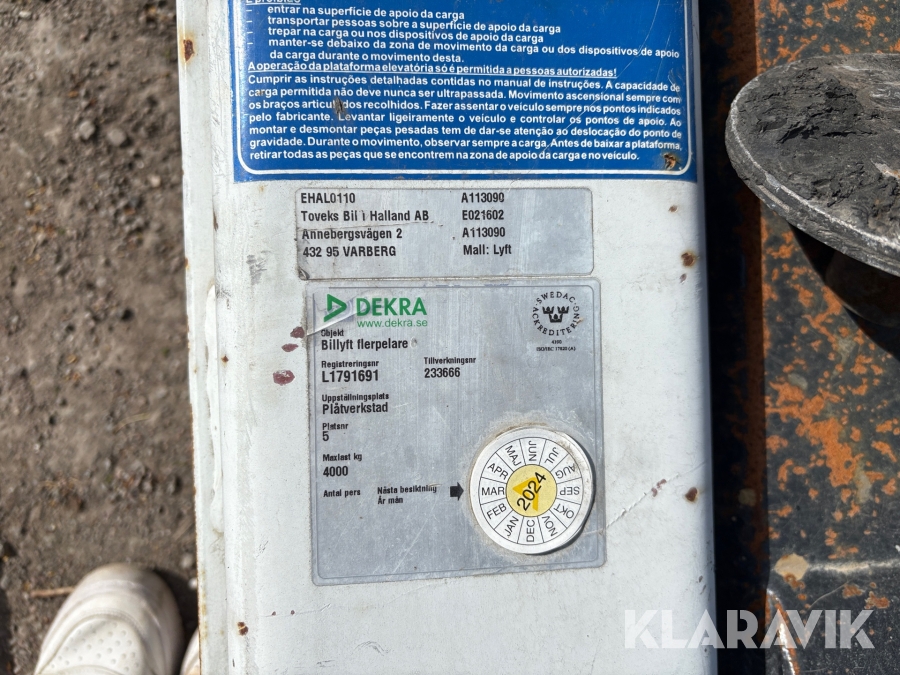 entrar na superfície de apoio da carga
transportar pessoas sobre a superfície de apoio da carga
trepar na carga ou nos dispositivos de apoio da carga
manter-se debaixo da zona de movimento da carga ou dos dispositivos de apoio
da carga durante o movimento desta.
A operação da plataforma elevatória só é permitida a pessoas autorizadas!
Cumprir as instruções detalhadas contidas no manual de instruções. A capacidade de
carga permitida não deve nunca ser ultrapassada. Movimento ascensional sempre com
os braços articulados recolhidos. Fazer assentar o veículo sempre nos pontos indicados
pelo fabricante. Levantar ligeiramente o veículo e controlar os pontos de apoio. Ao
montar e desmontar peças pesadas tem de dar-se atenção ao deslocação do ponto de
gravidade. Durante o movimento, observar sempre a carga. Antes de baixar a plataforma,
retirar todas as peças que se encontrem na zona de apoio da carga e no veículo.
EHAL0110 A113090
Toveks Bil i Halland AB E021602
Annebergsvägen 2 A113090
432 95 VARBERG Mall: Lyft
DEKRA
www.dekra.se
SWEDAC
ACKREDITERING
ISO/IEC 17020 (A)
Objekt
Billyft flerpelare
Registreringsnr Tillverkningsnr
L1791691 233666
Uppställningsplats
Plåtverkstad
Platsnr
5
Maxlast kg
4000
Antal pers Nästa besiktning
År mån
JAN FEB MAR APR MAJ JUN JUL AUG SEP OKT NOV DEC
2024
KLARAVIK